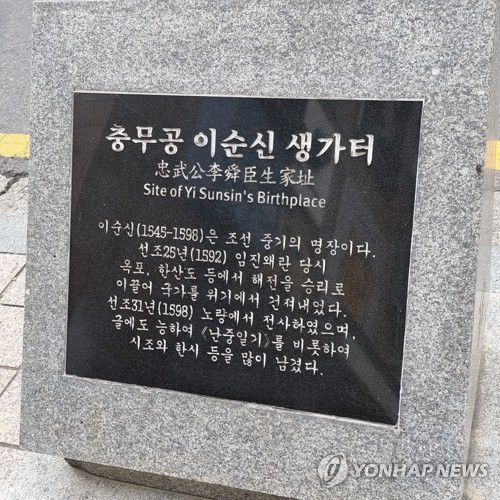 충무공 이순신 생가터
忠武公李舜臣生家址
Site of Yi Sunsin's Birthplace
이순신(1545-1598)은 조선 중기의 명장이다.
선조25년(1592) 임진왜란 당시
옥포, 한산도 등에서 해전을 승리로
이끌어 국가를 위기에서 건져내었다.
선조31년(1598) 노량에서 전사하였으며,
글에도 능하여 《난중일기》를 비롯하여
시조와 한시 등을 많이 남겼다.
YONHAP NEWS